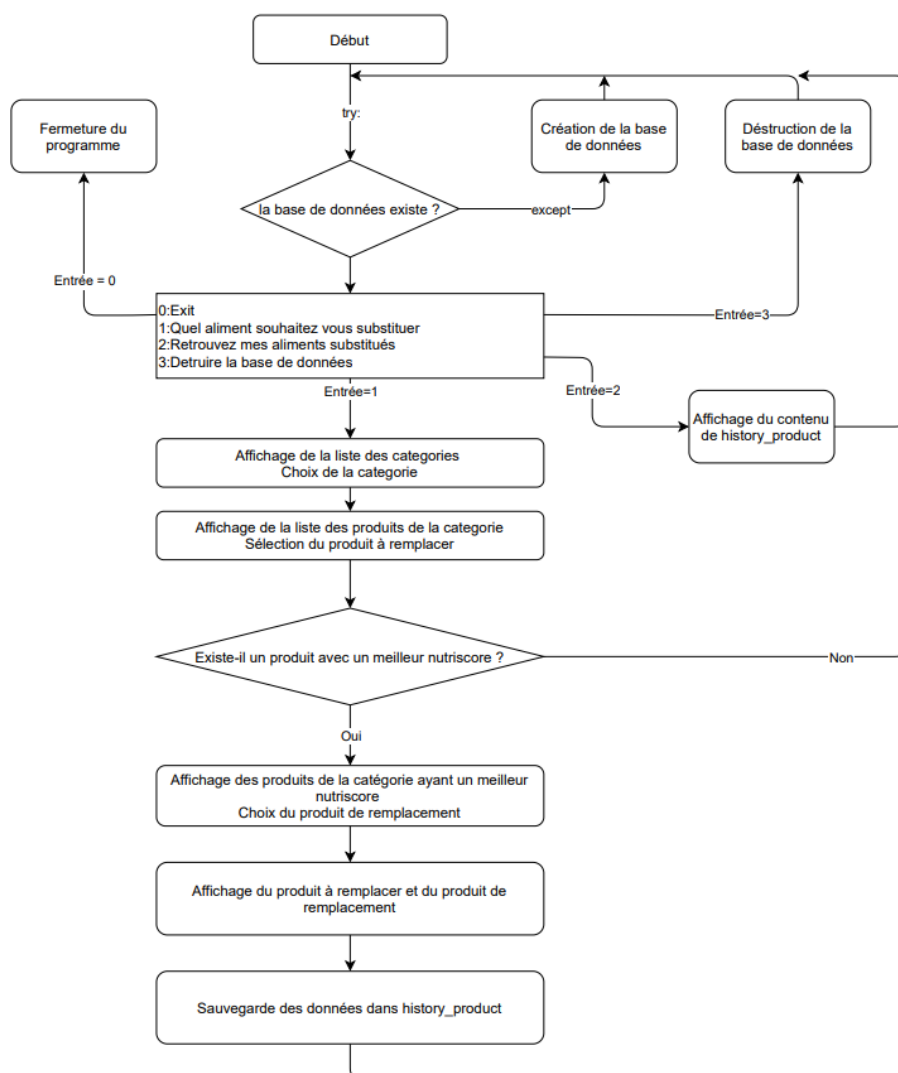 Début
try:
Fermeture du
programme
Création de la base
de données
Déstruction de la
base de données
la base de données existe ?
except
Entrée = 0
0:Exit
1:Quel aliment souhaitez vous substituer
2:Retrouvez mes aliments substitués
3:Detruire la base de données
Entrée=3
Entrée=1
Entrée=2
Affichage du contenu
de history_product
Affichage de la liste des categories
Choix de la categorie
Affichage de la liste des produits de la categorie
Sélection du produit à remplacer
Existe-il un produit avec un meilleur nutriscore ?
Non
Oui
Affichage des produits de la catégorie ayant un meilleur
nutriscore
Choix du produit de remplacement
Affichage du produit à remplacer et du produit de
remplacement
Sauvegarde des données dans history_product